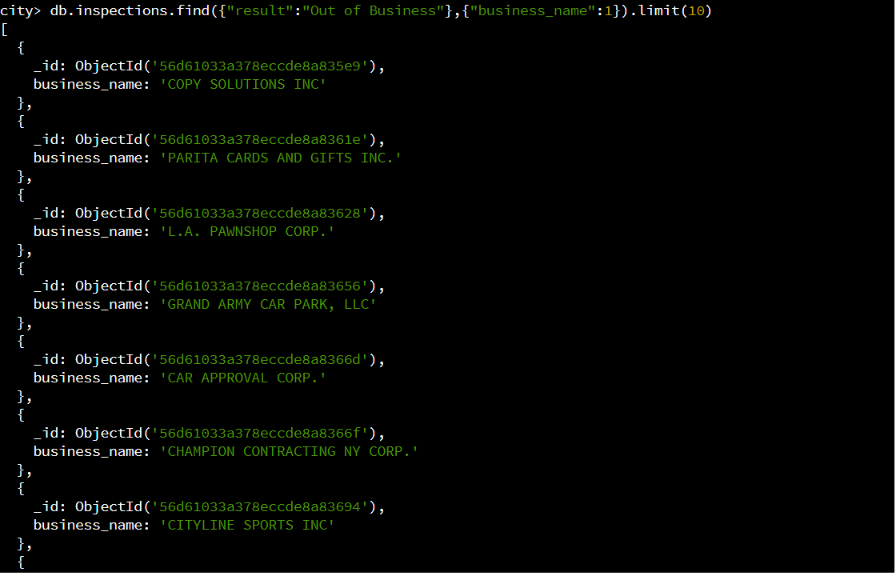 city> db.inspections.find({"result":"Out of Business"},{"business_name":1}).limit(10)
[
  {
    _id: ObjectId('56d61033a378eccde8a835e9'),
    business_name: 'COPY SOLUTIONS INC'
  },
  {
    _id: ObjectId('56d61033a378eccde8a8361e'),
    business_name: 'PARITA CARDS AND GIFTS INC.'
  },
  {
    _id: ObjectId('56d61033a378eccde8a83628'),
    business_name: 'L.A. PAWNSHOP CORP.'
  },
  {
    _id: ObjectId('56d61033a378eccde8a83656'),
    business_name: 'GRAND ARMY CAR PARK, LLC'
  },
  {
    _id: ObjectId('56d61033a378eccde8a8366d'),
    business_name: 'CAR APPROVAL CORP.'
  },
  {
    _id: ObjectId('56d61033a378eccde8a8366f'),
    business_name: 'CHAMPION CONTRACTING NY CORP.'
  },
  {
    _id: ObjectId('56d61033a378eccde8a83694'),
    business_name: 'CITYLINE SPORTS INC'
  },
  {